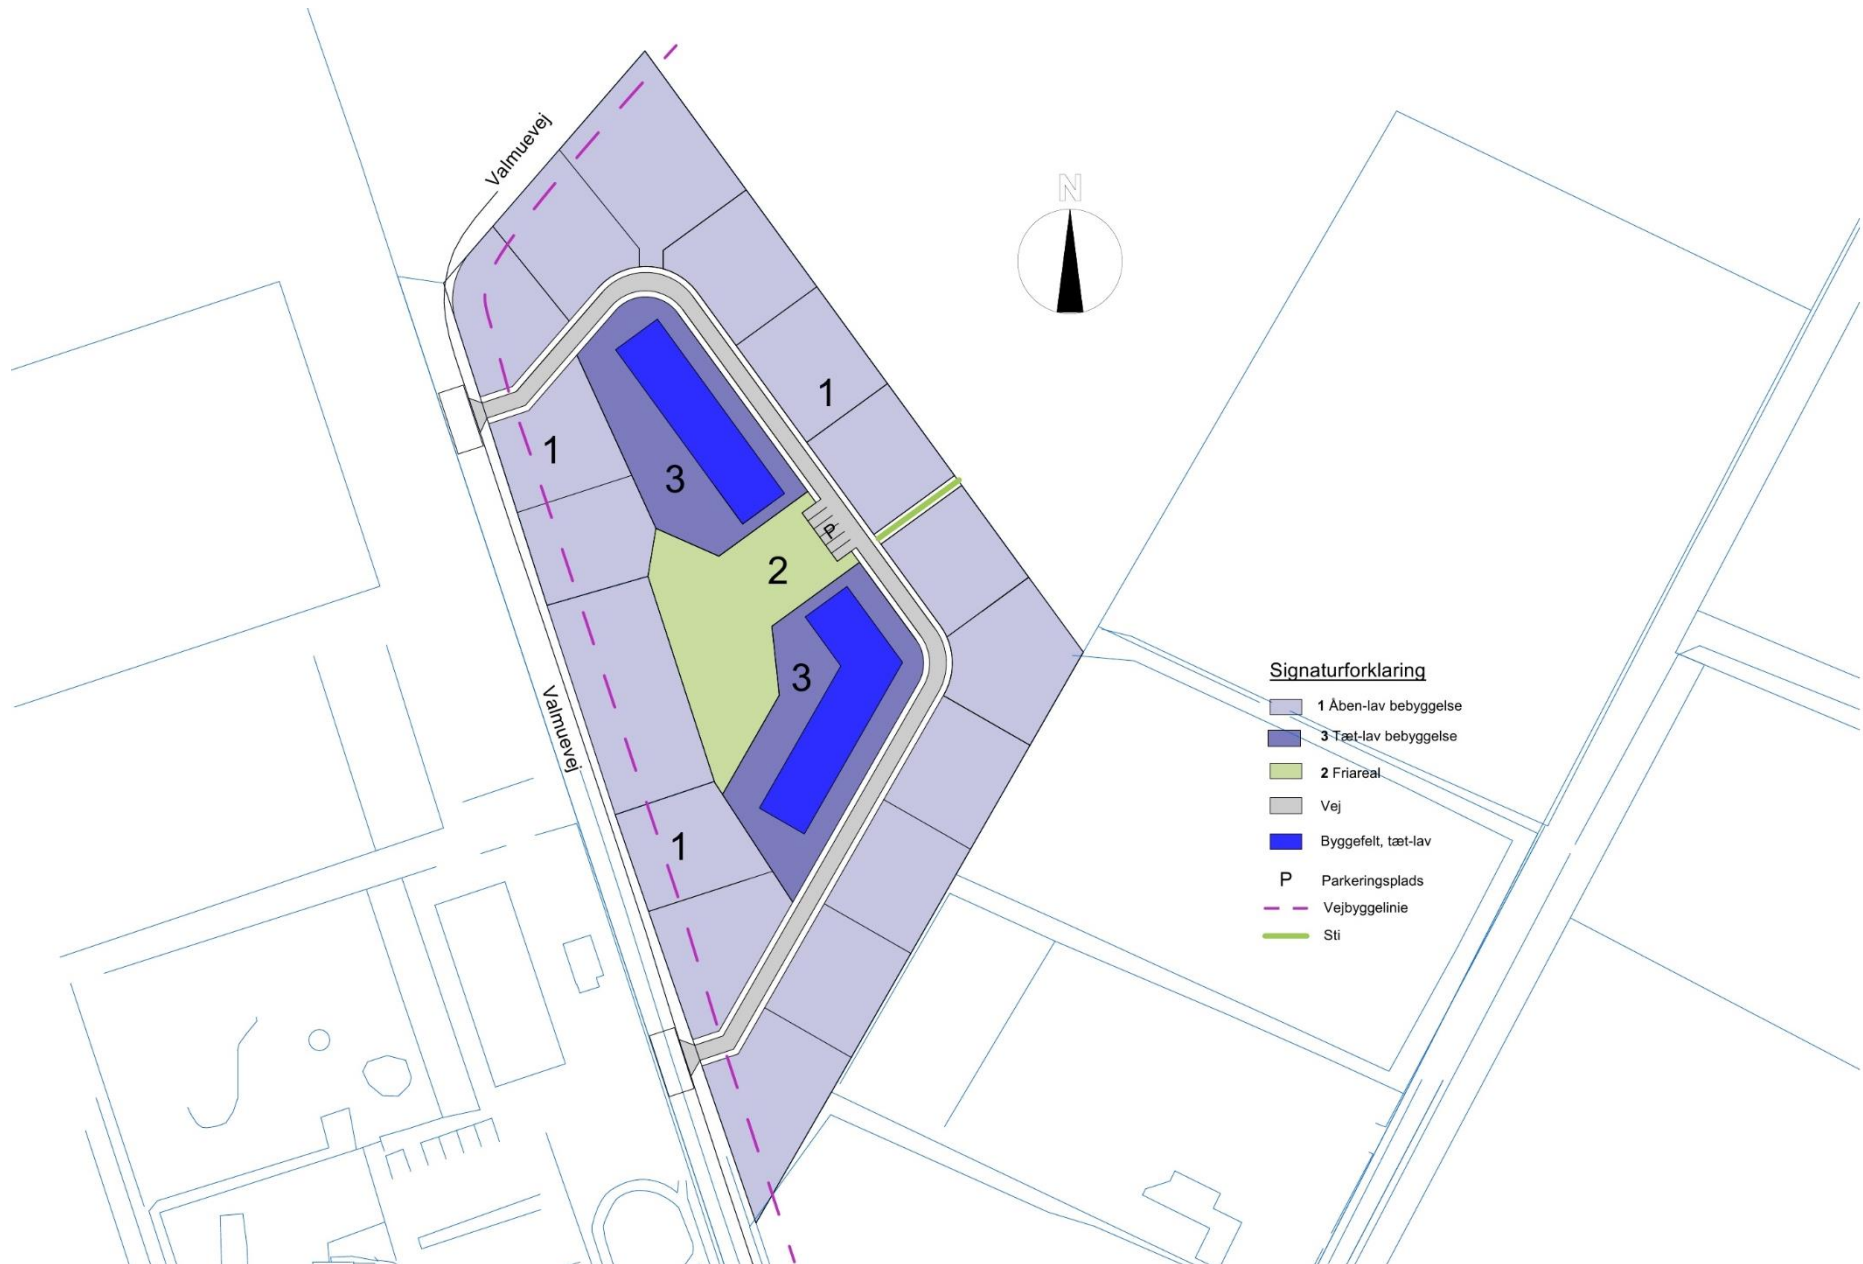 Valmuevej
N
1
1
3
P
2
3
Valmuevej
1
Signaturforklaring
1 Åben-lav bebyggelse
3 Tæt-lav bebyggelse
2 Friareal
Vej
Byggefelt, tæt-lav
P Parkeringsplads
Vejbyggelinie
Sti